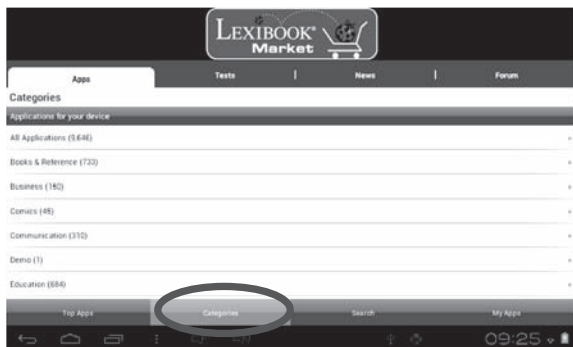 LEXIBOOK®
Market
Apps Tests | News | Forum
Categories
Applications for your device
All Applications (9,646)
Books & Reference (733)
Business (160)
Comics (45)
Communication (310)
Demo (1)
Education (684)
Top Apps Categories Search My Apps
09:25